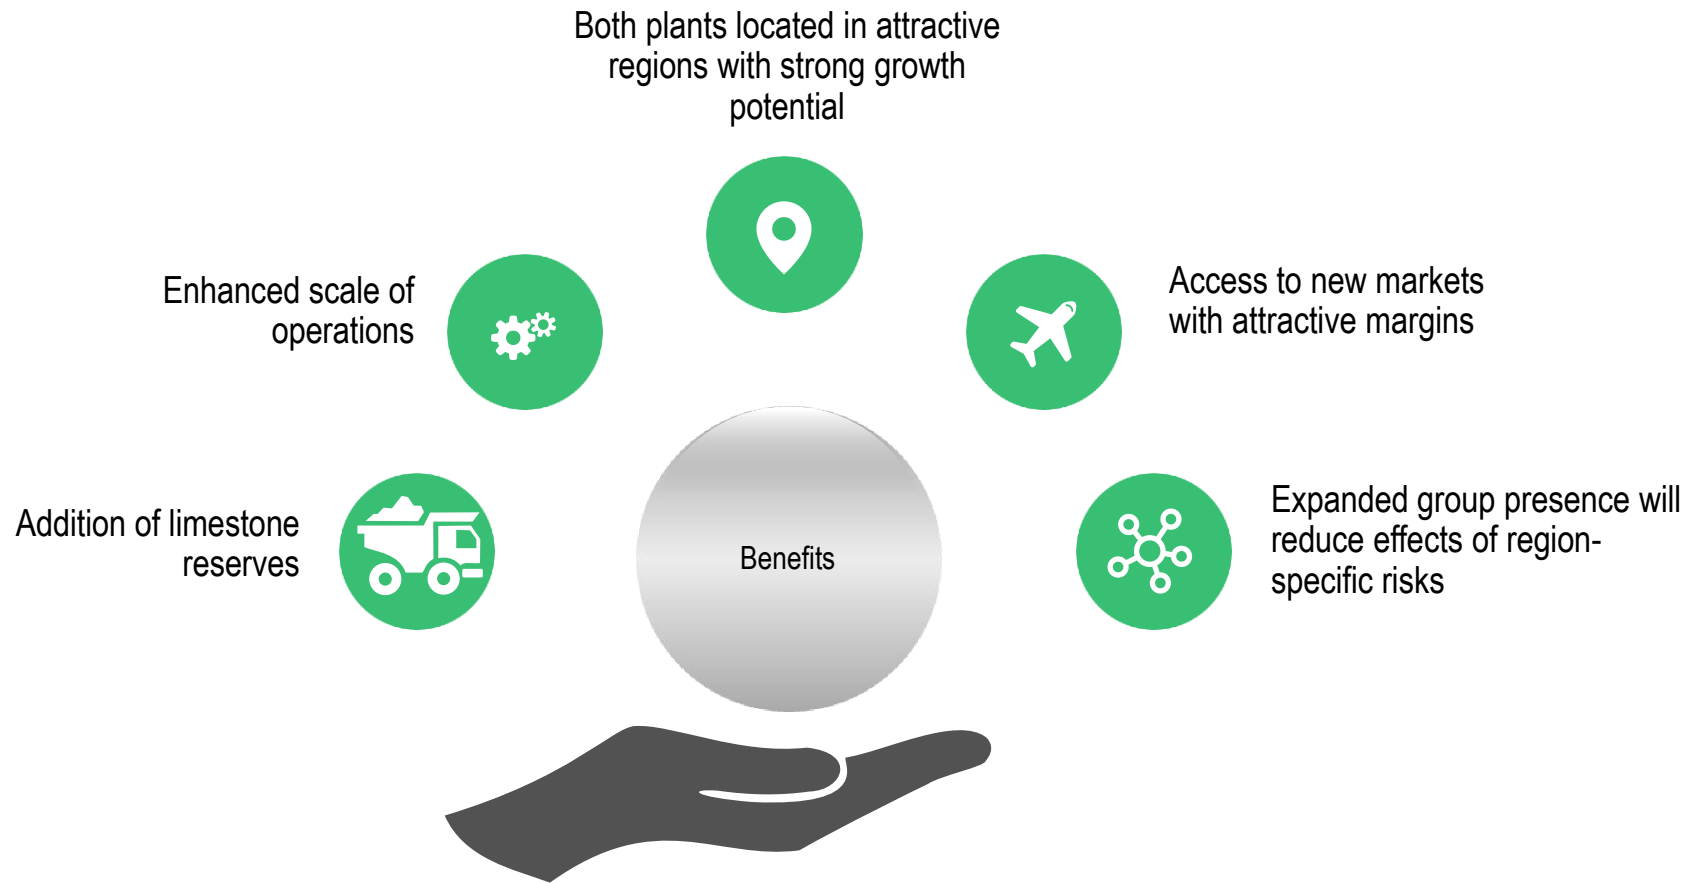 Both plants located in attractive
regions with strong growth
potential
Enhanced scale of
operations
Access to new markets
with attractive margins
Addition of limestone
reserves
Benefits
Expanded group presence will
reduce effects of region-
specific risks